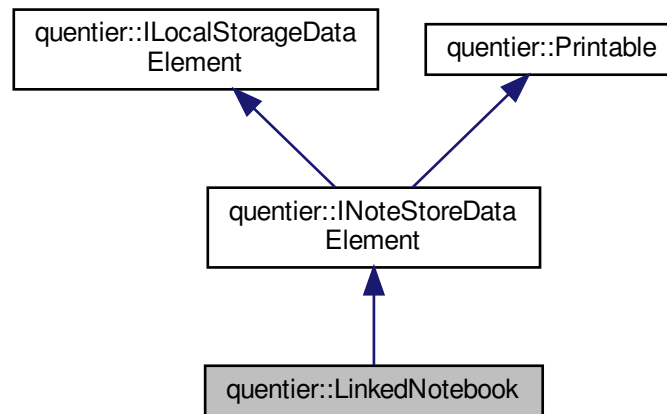 quentier::ILocalStorageData
Element
quentier::Printable
quentier::INoteStoreData
Element
quentier::LinkedNotebook